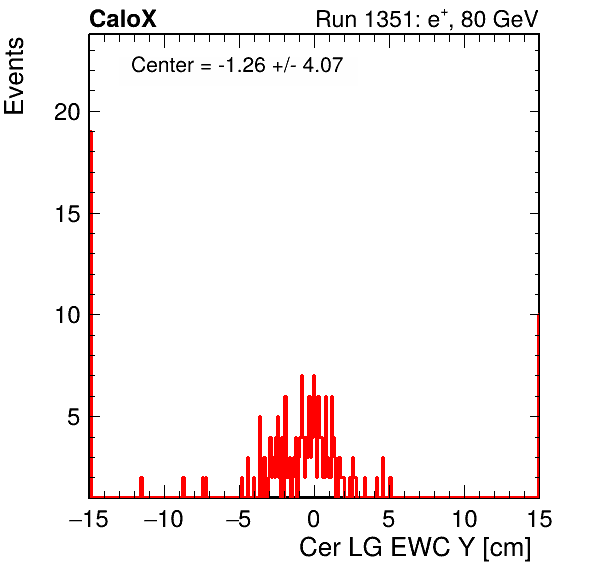 CaloX Run 1351: e⁺, 80 GeV
Center = -1.26 +/- 4.07
Events
20
15
10
5
−15 −10 −5 0 5 10 15
Cer LG EWC Y [cm]